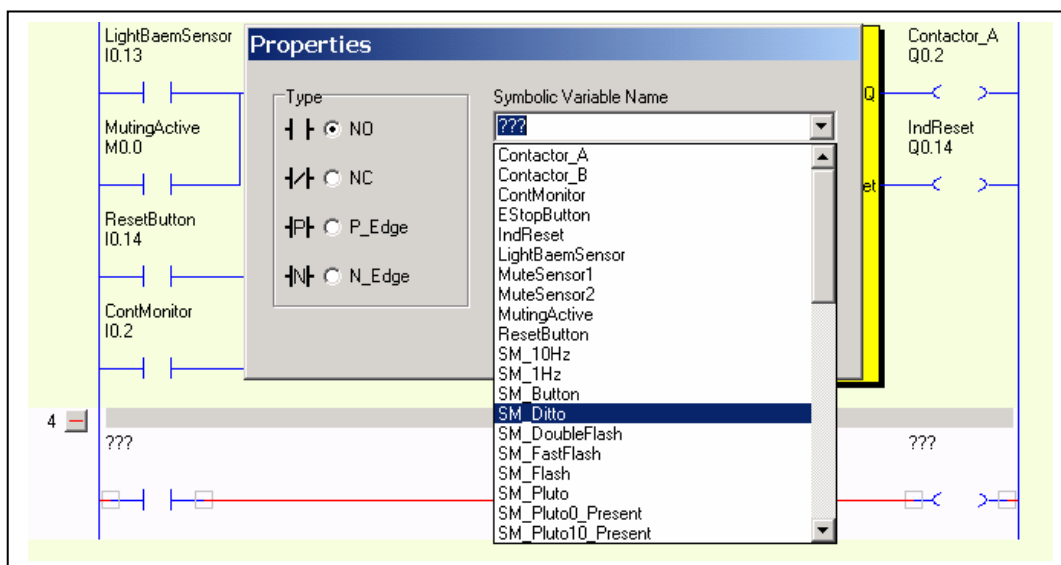 LightBaemSensor
I0.13
MutingActive
M0.0
ResetButton
I0.14
ContMonitor
I0.2
Properties
Type
NO
NC
P
P_Edge
N
N_Edge
Symbolic Variable Name
???
Contactor_A
Contactor_B
ContMonitor
EStopButton
IndReset
LightBaemSensor
MuteSensor1
MuteSensor2
MutingActive
ResetButton
SM_10Hz
SM_1Hz
SM_Button
SM_Ditto
SM_DoubleFlash
SM_FastFlash
SM_Flash
SM_Pluto
SM_Pluto0_Present
SM_Pluto10_Present
Q
et
Contactor_A
Q0.2
IndReset
Q0.14
4
???
???